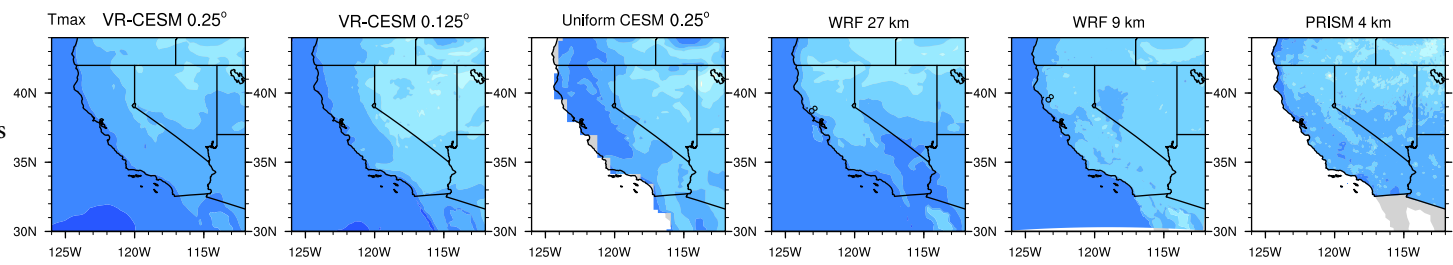 Tmax VR-CESM 0.25° VR-CESM 0.125° Uniform CESM 0.25° WRF 27 km WRF 9 km PRISM 4 km
40N 40N 40N 40N 40N 40N
s
35N 35N 35N 35N 35N 35N
30N 30N 30N 30N 30N 30N
125W 120W 115W 125W 120W 115W 125W 120W 115W 125W 120W 115W 125W 120W 115W 125W 120W 115W